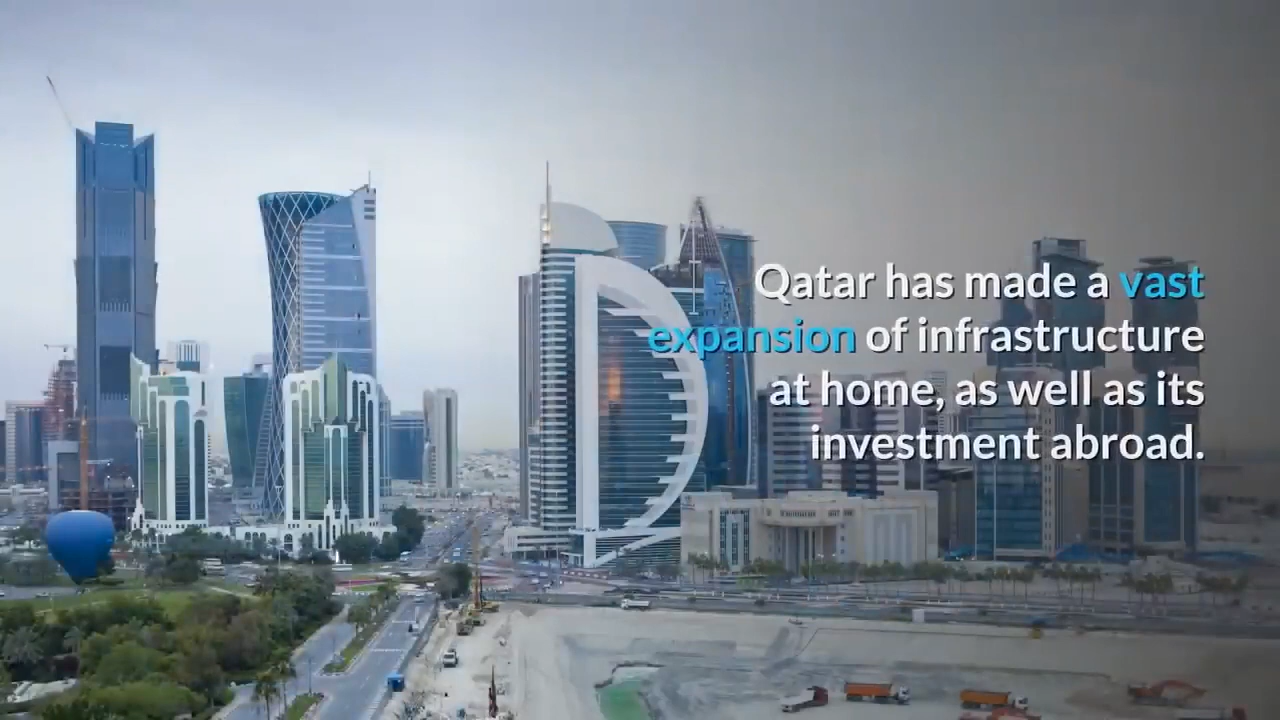 Qatar has made a vast
expansion of infrastructure
at home, as well as its
investment abroad.